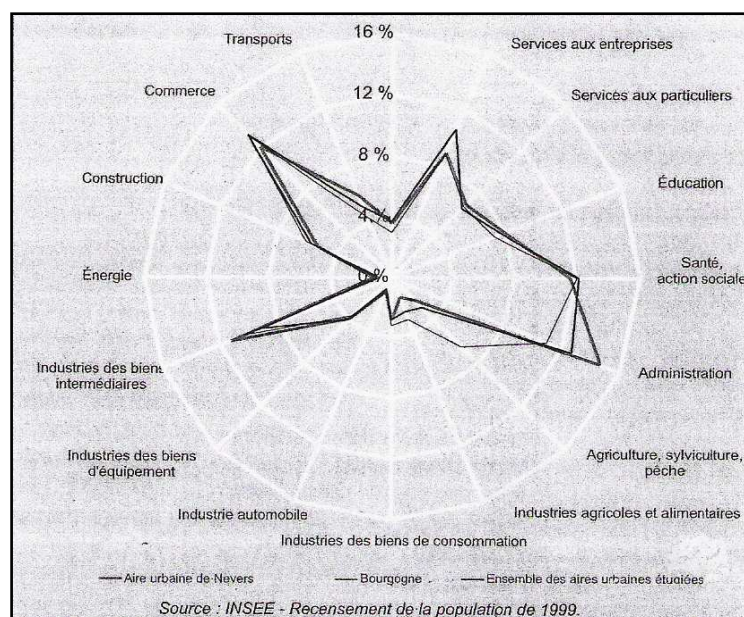 16 %
Transports
Services aux entreprises
12 %
Commerce
Services aux particuliers
8 %
Construction
Éducation
4 %
Énergie
0 %
Santé,
action sociale
Industries des biens
intermédiaires
Administration
Industries des biens
d'équipement
Agriculture, sylviculture,
pêche
Industrie automobile
Industries agricoles et alimentaires
Industries des biens de consommation
Aire urbaine de Nevers
Bourgogne
Ensemble des aires urbaines étudiées
Source : INSEE - Recensement de la population de 1999.